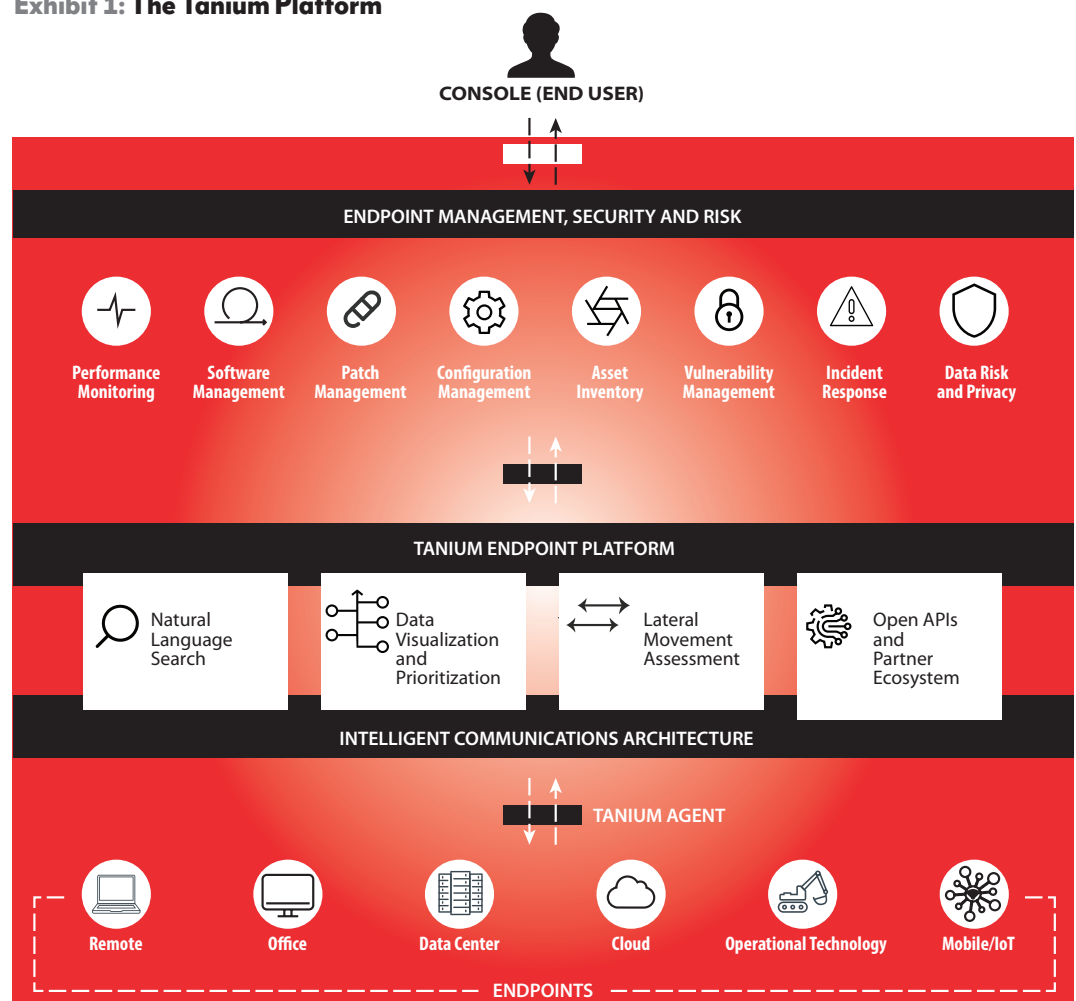 Exhibit 1: The Tanium Platform
CONSOLE (END USER)
ENDPOINT MANAGEMENT, SECURITY AND RISK
Performance
Monitoring
Software
Management
Patch
Management
Configuration
Management
Asset
Inventory
Vulnerability
Management
Incident
Response
Data Risk
and Privacy
TANIUM ENDPOINT PLATFORM
Natural
Language
Search
Data
Visualization
and
Prioritization
Lateral
Movement
Assessment
Open APIs
and
Partner
Ecosystem
INTELLIGENT COMMUNICATIONS ARCHITECTURE
TANIUM AGENT
Remote
Office
Data Center
Cloud
Operational Technology
Mobile/IoT
ENDPOINTS